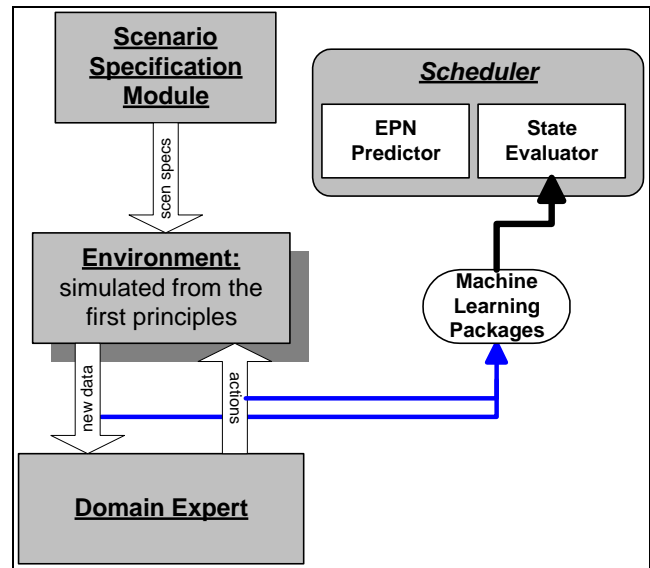 Scenario
Specification
Module
Scheduler
EPN
Predictor
State
Evaluator
scen specs
Environment:
simulated from the
first principles
Machine
Learning
Packages
new data
actions
Domain Expert